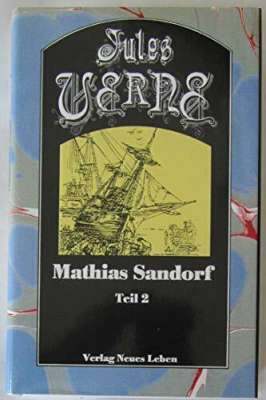 Jules
VERNE
Mathias Sandorf
Teil 2
Verlag Neues Leben